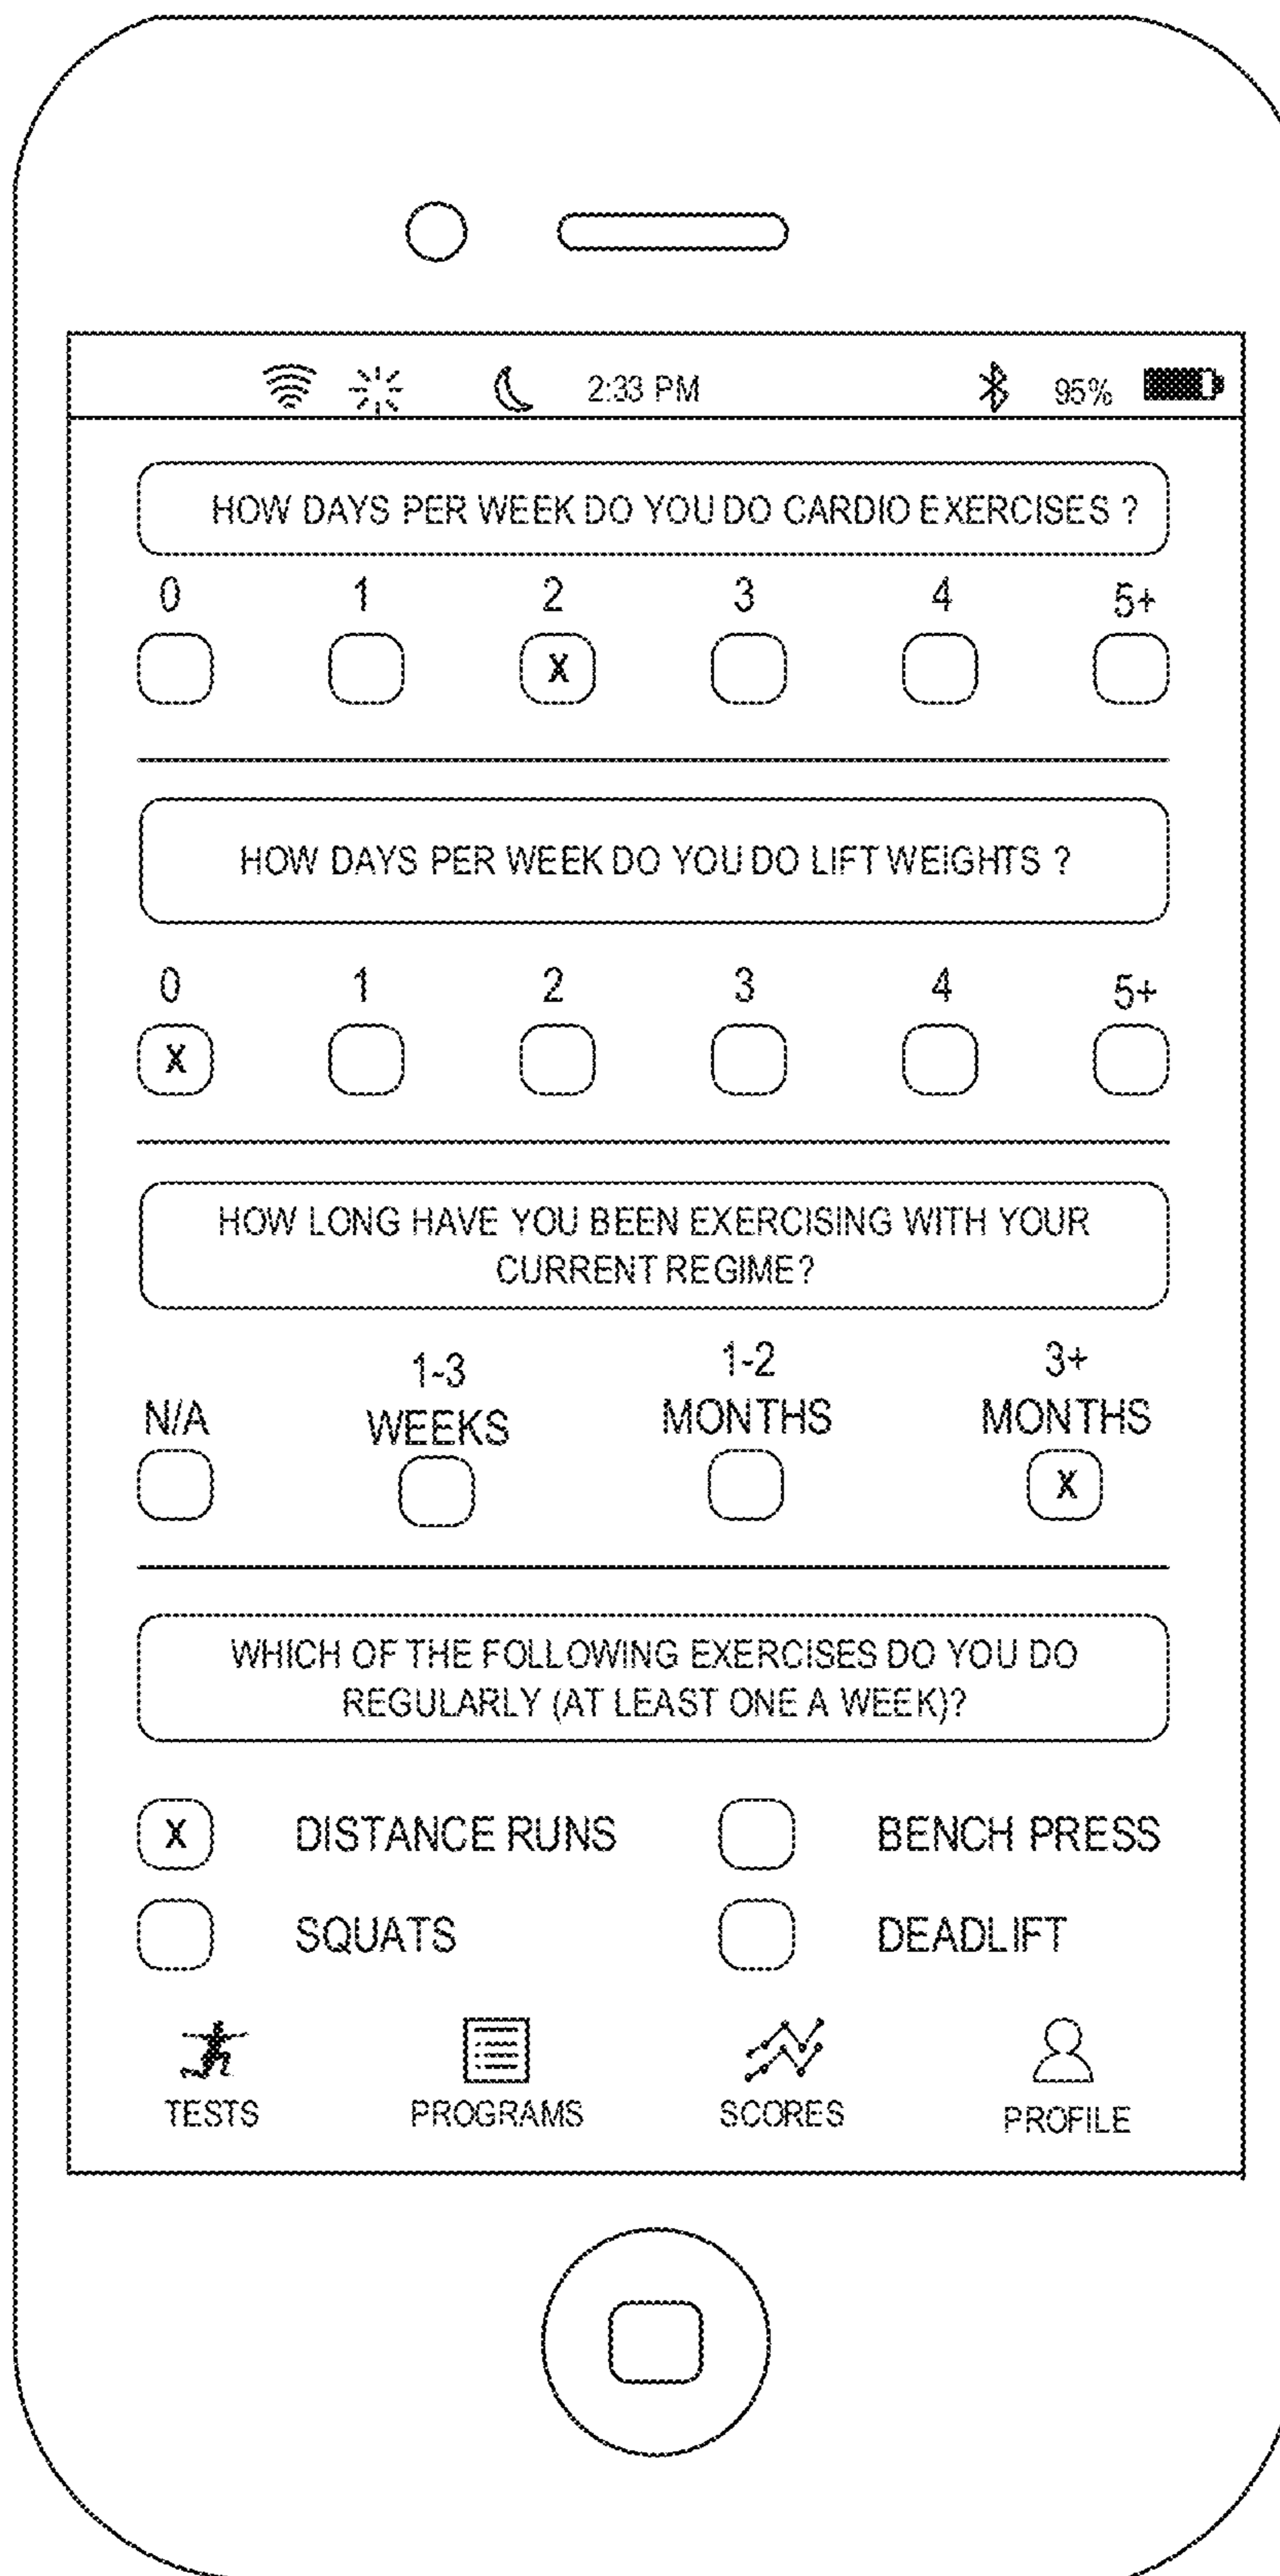 2:33 PM 95%
HOW DAYS PER WEEK DO YOU DO CARDIO EXERCISES ?
0 1 2 3 4 5+
X
HOW DAYS PER WEEK DO YOU DO LIFT WEIGHTS ?
0 1 2 3 4 5+
X
HOW LONG HAVE YOU BEEN EXERCISING WITH YOUR
CURRENT REGIME?
1-3 1-2 3+
N/A WEEKS MONTHS MONTHS
X
WHICH OF THE FOLLOWING EXERCISES DO YOU DO
REGULARLY (AT LEAST ONE A WEEK)?
X DISTANCE RUNS BENCH PRESS
SQUATS DEADLIFT
TESTS PROGRAMS SCORES PROFILE